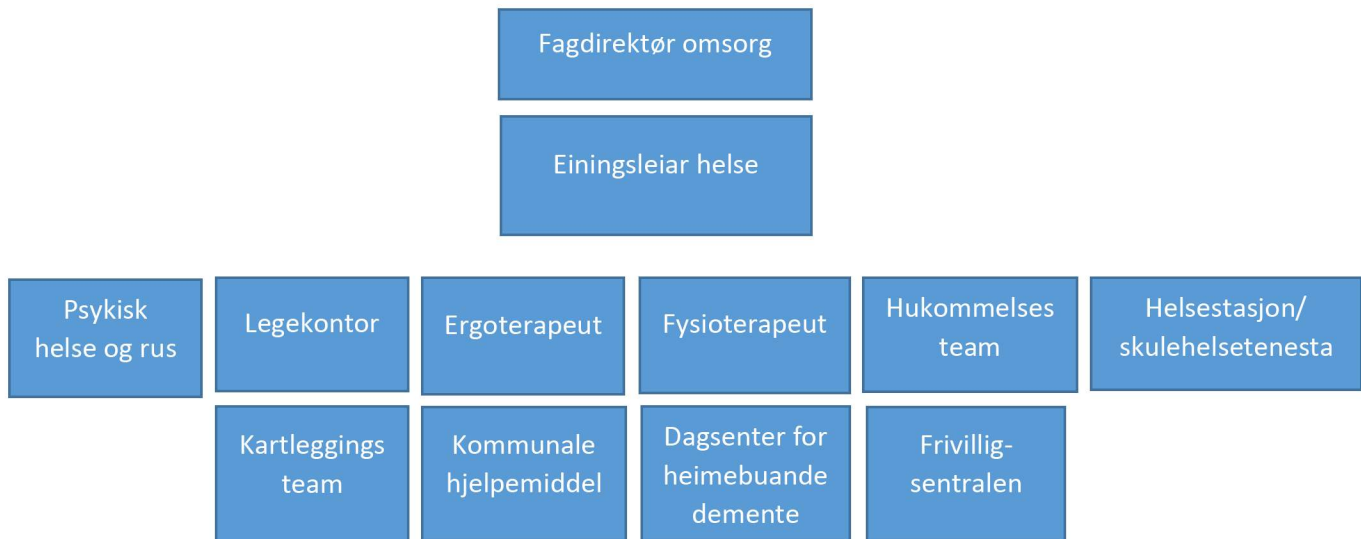 Fagdirektør omsorg
Einingsleiar helse
Psykisk
helse og rus
Legekontor
Ergoterapeut
Fysioterapeut
Hukommelses
team
Helsestasjon/
skulehelsetenesta
Kartleggings
team
Kommunale
hjelpemiddel
Dagsenter for
heimebuande
demente
Frivillig-
sentralen